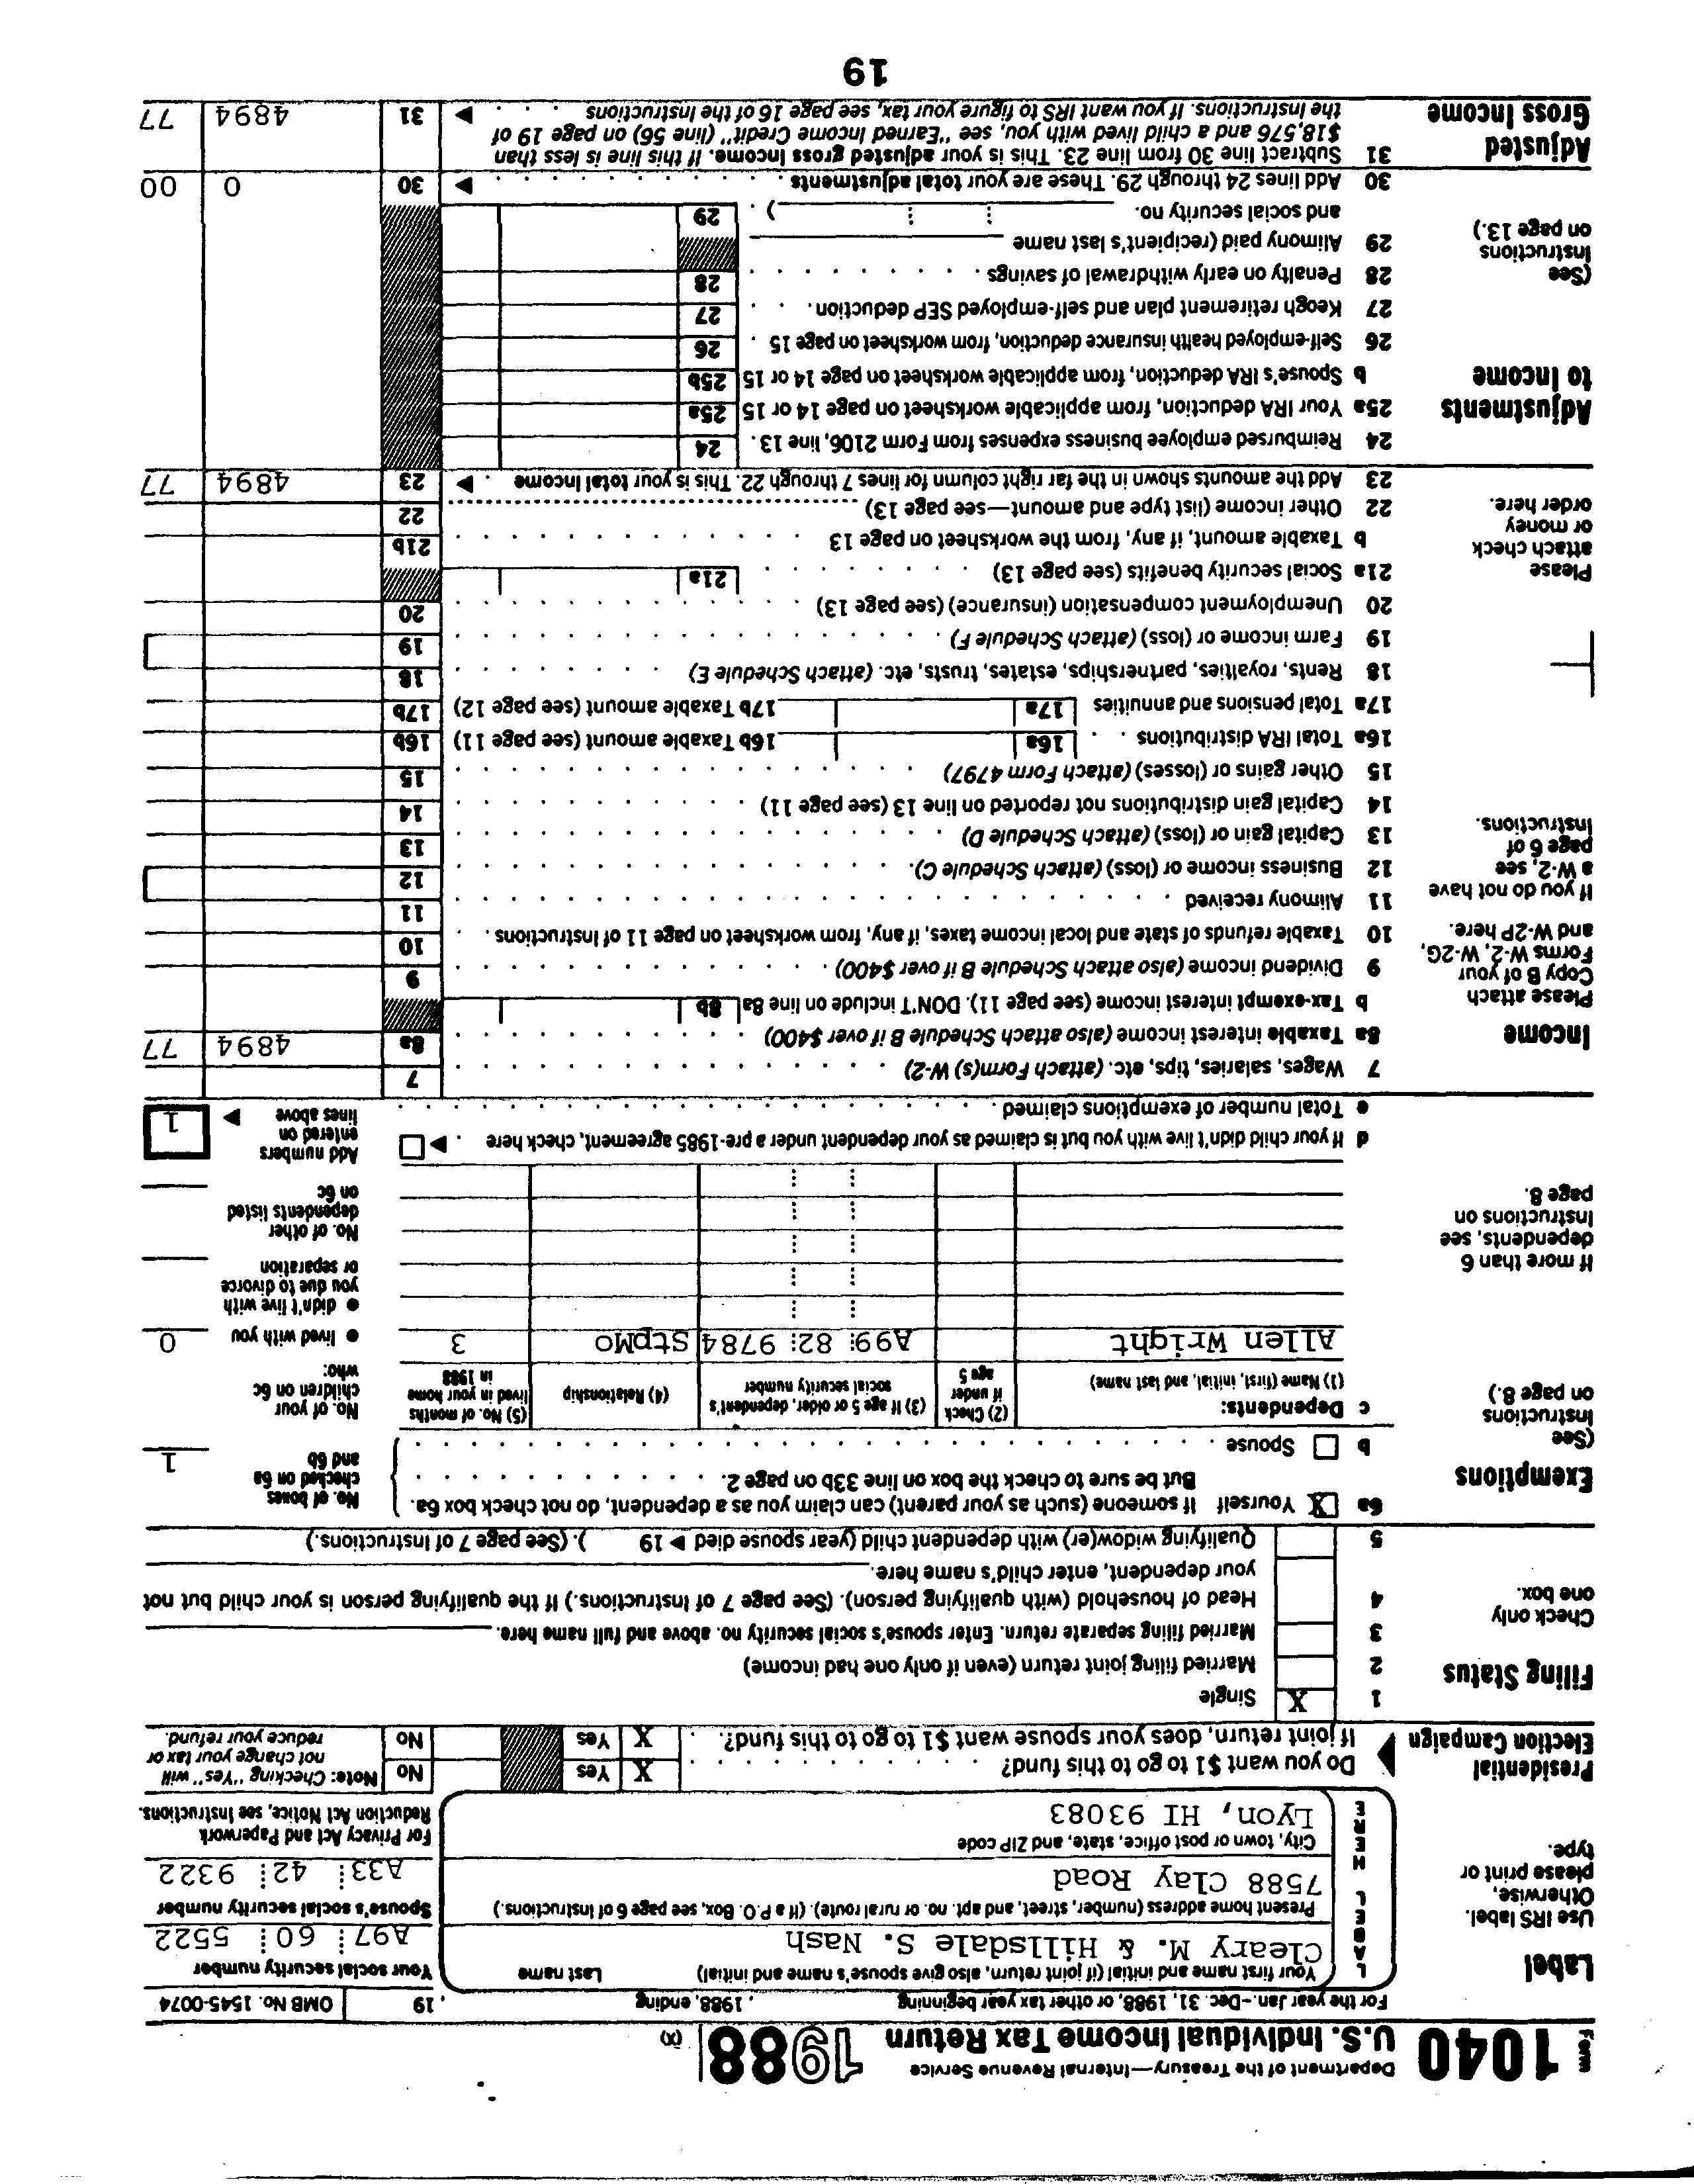 Form 1040 Department of the Treasury—Internal Revenue Service
U.S. Individual Income Tax Return 1988 (X)
For the year Jan.–Dec. 31, 1988, or other tax year beginning , 1988, ending , 19 OMB No. 1545-0074
Label
Use IRS label.
Otherwise,
please print or
type.
LABEL HERE
Your first name and initial (if joint return, also give spouse's name and initial) Last name
Cleary M. & Hillsdale S. Nash
Your social security number
A97 60 5522
Present home address (number, street, and apt. no. or rural route). (If a P.O. Box, see page 6 of Instructions.)
7588 Clay Road
Spouse's social security number
A33 42 9322
City, town or post office, state, and ZIP code
Lyon, HI 93083
For Privacy Act and Paperwork
Reduction Act Notice, see Instructions.
Presidential
Election Campaign
Do you want $1 to go to this fund? X Yes No
If joint return, does your spouse want $1 to go to this fund? X Yes No
Note: Checking "Yes" will
not change your tax or
reduce your refund.
Filing Status
Check only
one box.
1 X Single
2 Married filing joint return (even if only one had income)
3 Married filing separate return. Enter spouse's social security no. above and full name here.
4 Head of household (with qualifying person). (See page 7 of Instructions.) If the qualifying person is your child but not
your dependent, enter child's name here.
5 Qualifying widow(er) with dependent child (year spouse died ▶ 19 ). (See page 7 of Instructions.)
Exemptions
(See
Instructions
on page 8.)
6a X Yourself If someone (such as your parent) can claim you as a dependent, do not check box 6a.
But be sure to check the box on line 33b on page 2.
b Spouse
No. of boxes
checked on 6a
and 6b
1
c Dependents:
(1) Name (first, initial, and last name)
(2) Check
if under
age 5
(3) If age 5 or older, dependent's
social security number
(4) Relationship
(5) No. of months
lived in your home
in 1988
Allen Wright A99 82 9784 StpMo 3
No. of your
children on 6c
who:
● lived with you 0
● didn't live with
you due to divorce
or separation
No. of other
dependents listed
on 6c
If more than 6
dependents, see
Instructions on
page 8.
d If your child didn't live with you but is claimed as your dependent under a pre-1985 agreement, check here ▶
e Total number of exemptions claimed
Add numbers
entered on
lines above ▶ 1
Income
Please attach
Copy B of your
Forms W-2, W-2G,
and W-2P here.
If you do not have
a W-2, see
page 6 of
Instructions.
Please
attach check
or money
order here.
7 Wages, salaries, tips, etc. (attach Form(s) W-2) 7
8a Taxable interest income (also attach Schedule B if over $400) 8a 4894 77
b Tax-exempt interest income (see page 11). DON'T include on line 8a 8b
9 Dividend income (also attach Schedule B if over $400) 9
10 Taxable refunds of state and local income taxes, if any, from worksheet on page 11 of Instructions 10
11 Alimony received 11
12 Business income or (loss) (attach Schedule C) 12
13 Capital gain or (loss) (attach Schedule D) 13
14 Capital gain distributions not reported on line 13 (see page 11) 14
15 Other gains or (losses) (attach Form 4797) 15
16a Total IRA distributions 16a 16b Taxable amount (see page 11) 16b
17a Total pensions and annuities 17a 17b Taxable amount (see page 12) 17b
18 Rents, royalties, partnerships, estates, trusts, etc. (attach Schedule E) 18
19 Farm income or (loss) (attach Schedule F) 19
20 Unemployment compensation (insurance) (see page 13) 20
21a Social security benefits (see page 13) 21a
b Taxable amount, if any, from the worksheet on page 13 21b
22 Other income (list type and amount—see page 13) 22
23 Add the amounts shown in the far right column for lines 7 through 22. This is your total income ▶ 23 4894 77
Adjustments
to Income
(See
Instructions
on page 13.)
24 Reimbursed employee business expenses from Form 2106, line 13 24
25a Your IRA deduction, from applicable worksheet on page 14 or 15 25a
b Spouse's IRA deduction, from applicable worksheet on page 14 or 15 25b
26 Self-employed health insurance deduction, from worksheet on page 15 26
27 Keogh retirement plan and self-employed SEP deduction 27
28 Penalty on early withdrawal of savings 28
29 Alimony paid (recipient's last name
and social security no. ) 29
30 Add lines 24 through 29. These are your total adjustments ▶ 30 0 00
Adjusted
Gross Income
31 Subtract line 30 from line 23. This is your adjusted gross income. If this line is less than
$18,576 and a child lived with you, see "Earned Income Credit" (line 56) on page 19 of
the Instructions. If you want IRS to figure your tax, see page 16 of the Instructions ▶ 31 4894 77
19